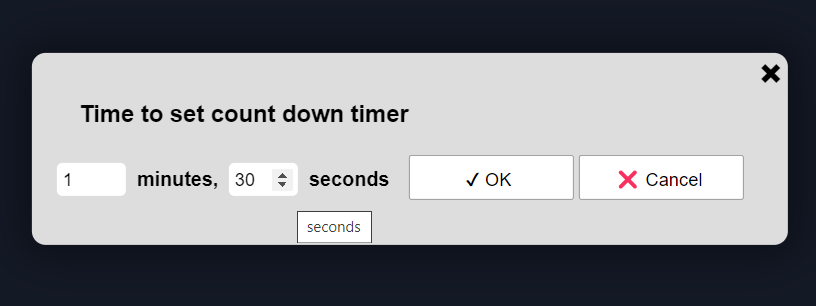 Time to set count down timer
1 minutes, 30 seconds ✓ OK ❌ Cancel
seconds